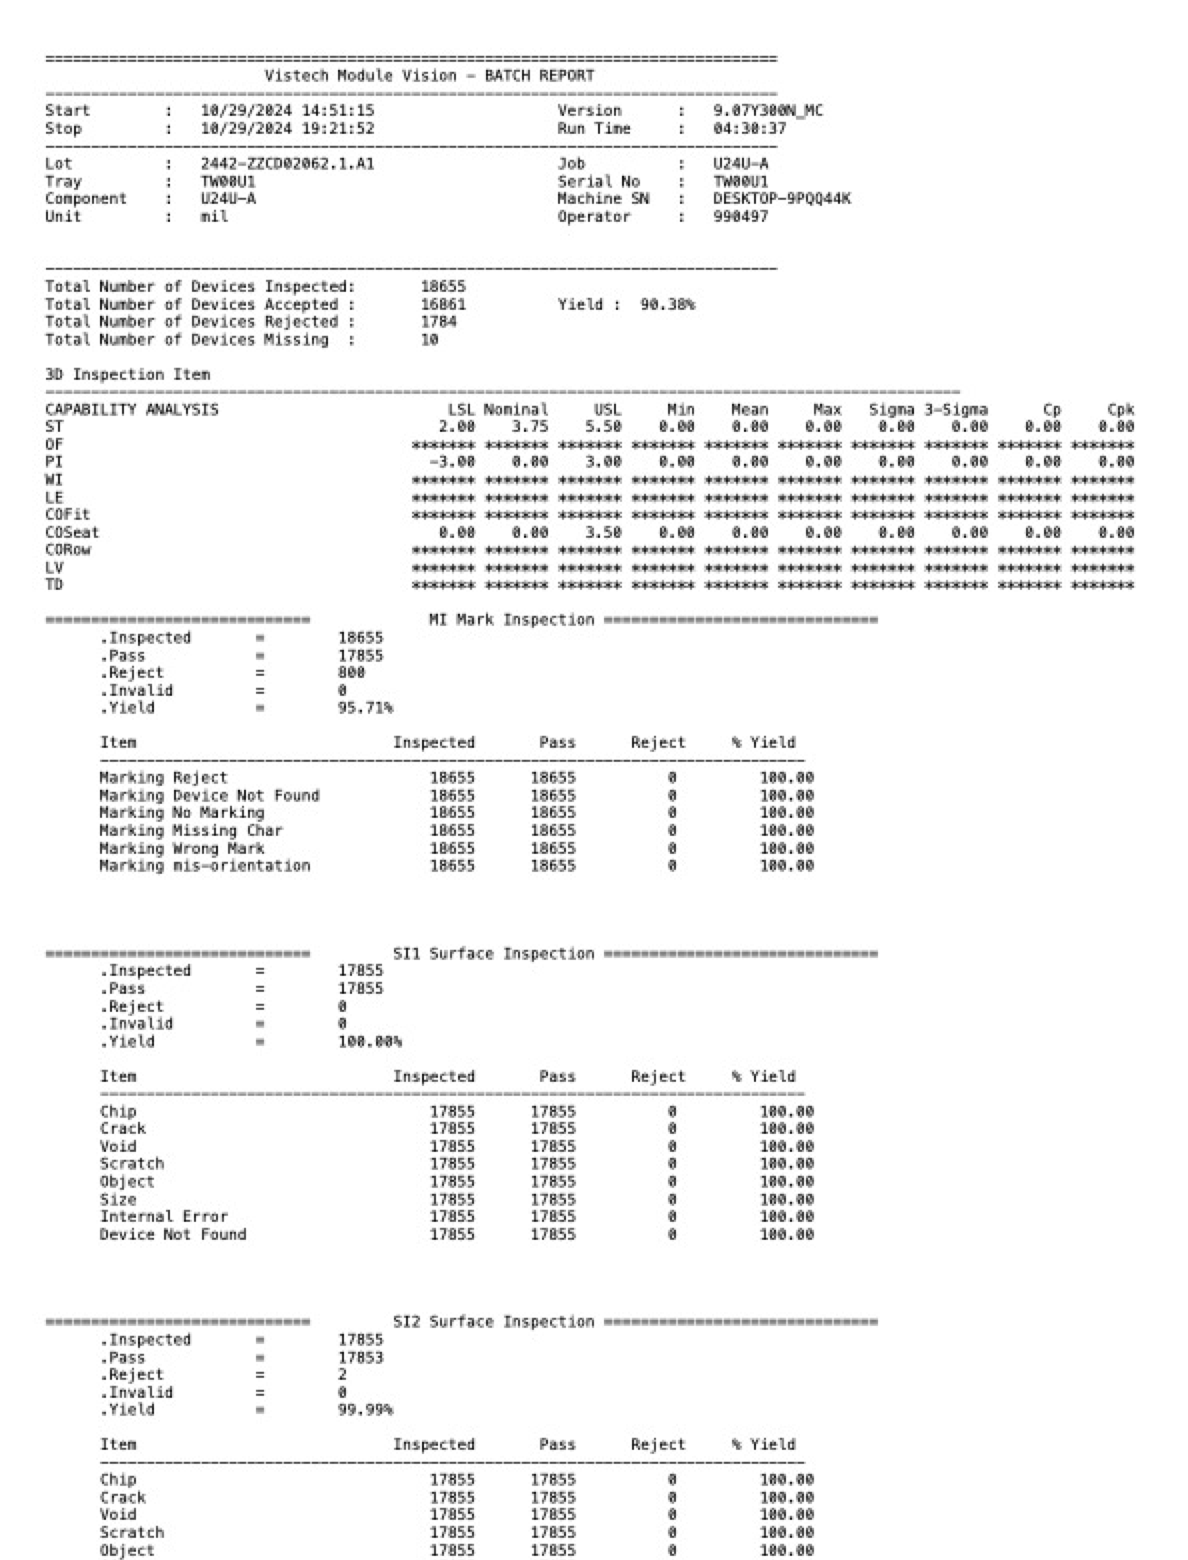 ================================================================================
Vistech Module Vision - BATCH REPORT
--------------------------------------------------------------------------------
Start : 10/29/2024 14:51:15 Version : 9.07Y300N_MC
Stop : 10/29/2024 19:21:52 Run Time : 04:30:37
--------------------------------------------------------------------------------
Lot : 2442-ZZCD02062.1.A1 Job : U24U-A
Tray : TW00U1 Serial No : TW00U1
Component : U24U-A Machine SN : DESKTOP-9PQQ44K
Unit : mil Operator : 990497
--------------------------------------------------------------------------------
Total Number of Devices Inspected: 18655
Total Number of Devices Accepted : 16861 Yield : 90.38%
Total Number of Devices Rejected : 1784
Total Number of Devices Missing : 10
3D Inspection Item
----------------------------------------------------------------------------------------------------
CAPABILITY ANALYSIS LSL Nominal USL Min Mean Max Sigma 3-Sigma Cp Cpk
ST 2.00 3.75 5.50 0.00 0.00 0.00 0.00 0.00 0.00 0.00
OF ******* ******* ******* ******* ******* ******* ******* ******* ******* *******
PI -3.00 0.00 3.00 0.00 0.00 0.00 0.00 0.00 0.00 0.00
WI ******* ******* ******* ******* ******* ******* ******* ******* ******* *******
LE ******* ******* ******* ******* ******* ******* ******* ******* ******* *******
COFit ******* ******* ******* ******* ******* ******* ******* ******* ******* *******
COSeat 0.00 0.00 3.50 0.00 0.00 0.00 0.00 0.00 0.00 0.00
CORow ******* ******* ******* ******* ******* ******* ******* ******* ******* *******
LV ******* ******* ******* ******* ******* ******* ******* ******* ******* *******
TD ******* ******* ******* ******* ******* ******* ******* ******* ******* *******
============================= MI Mark Inspection ==============================
.Inspected = 18655
.Pass = 17855
.Reject = 800
.Invalid = 0
.Yield = 95.71%
Item Inspected Pass Reject % Yield
-----------------------------------------------------------------------------
Marking Reject 18655 18655 0 100.00
Marking Device Not Found 18655 18655 0 100.00
Marking No Marking 18655 18655 0 100.00
Marking Missing Char 18655 18655 0 100.00
Marking Wrong Mark 18655 18655 0 100.00
Marking mis-orientation 18655 18655 0 100.00
============================= SI1 Surface Inspection ==============================
.Inspected = 17855
.Pass = 17855
.Reject = 0
.Invalid = 0
.Yield = 100.00%
Item Inspected Pass Reject % Yield
-----------------------------------------------------------------------------
Chip 17855 17855 0 100.00
Crack 17855 17855 0 100.00
Void 17855 17855 0 100.00
Scratch 17855 17855 0 100.00
Object 17855 17855 0 100.00
Size 17855 17855 0 100.00
Internal Error 17855 17855 0 100.00
Device Not Found 17855 17855 0 100.00
============================= SI2 Surface Inspection ==============================
.Inspected = 17855
.Pass = 17853
.Reject = 2
.Invalid = 0
.Yield = 99.99%
Item Inspected Pass Reject % Yield
-----------------------------------------------------------------------------
Chip 17855 17855 0 100.00
Crack 17855 17855 0 100.00
Void 17855 17855 0 100.00
Scratch 17855 17855 0 100.00
Object 17855 17855 0 100.00